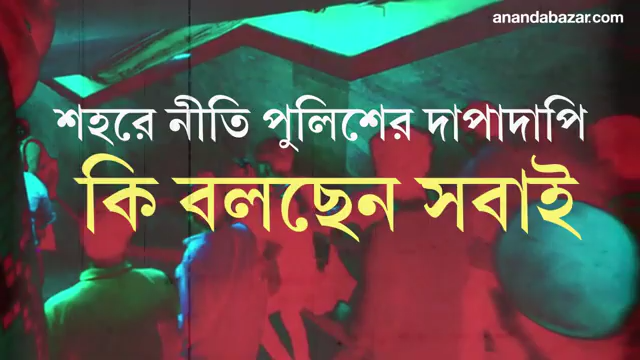 anandabazar.com
শহরে নীতি পুলিশের দাপাদাপি
কি বলছেন সবাই